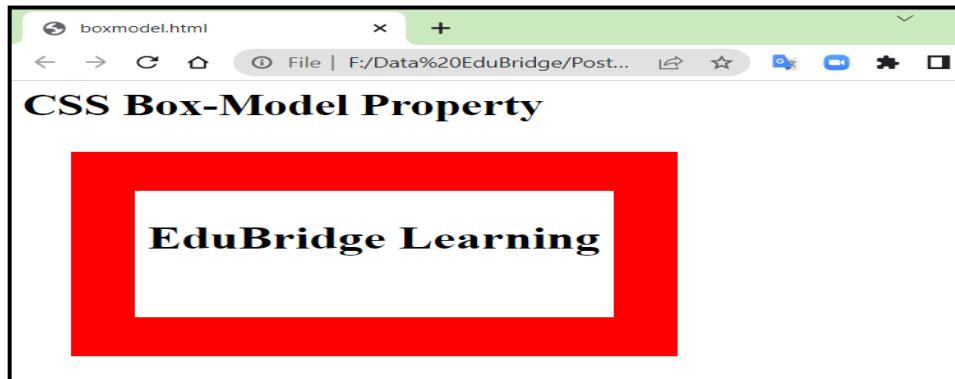 boxmodel.html
File | F:/Data%20EduBridge/Post...
CSS Box-Model Property
EduBridge Learning